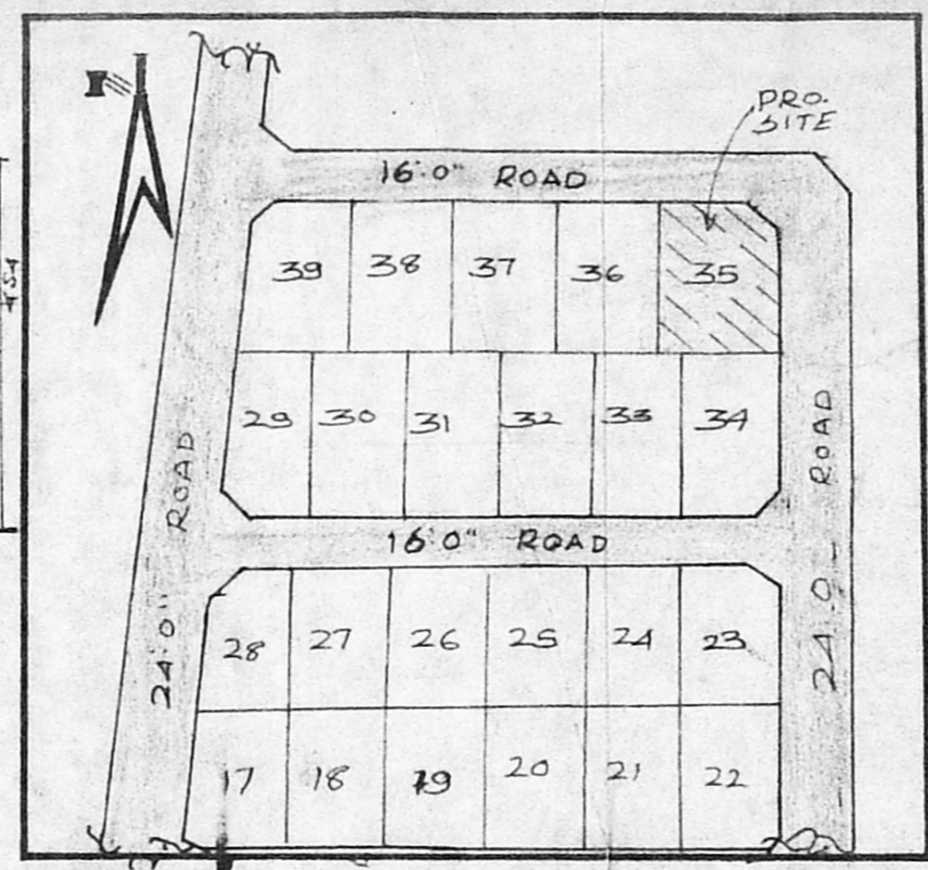 PRO.
SITE
16'0" ROAD
39 38 37 36 35
29 30 31 32 33 34
ROAD
24'0"
24'0- ROAD
16'0" ROAD
28 27 26 25 24 23
17 18 19 20 21 22